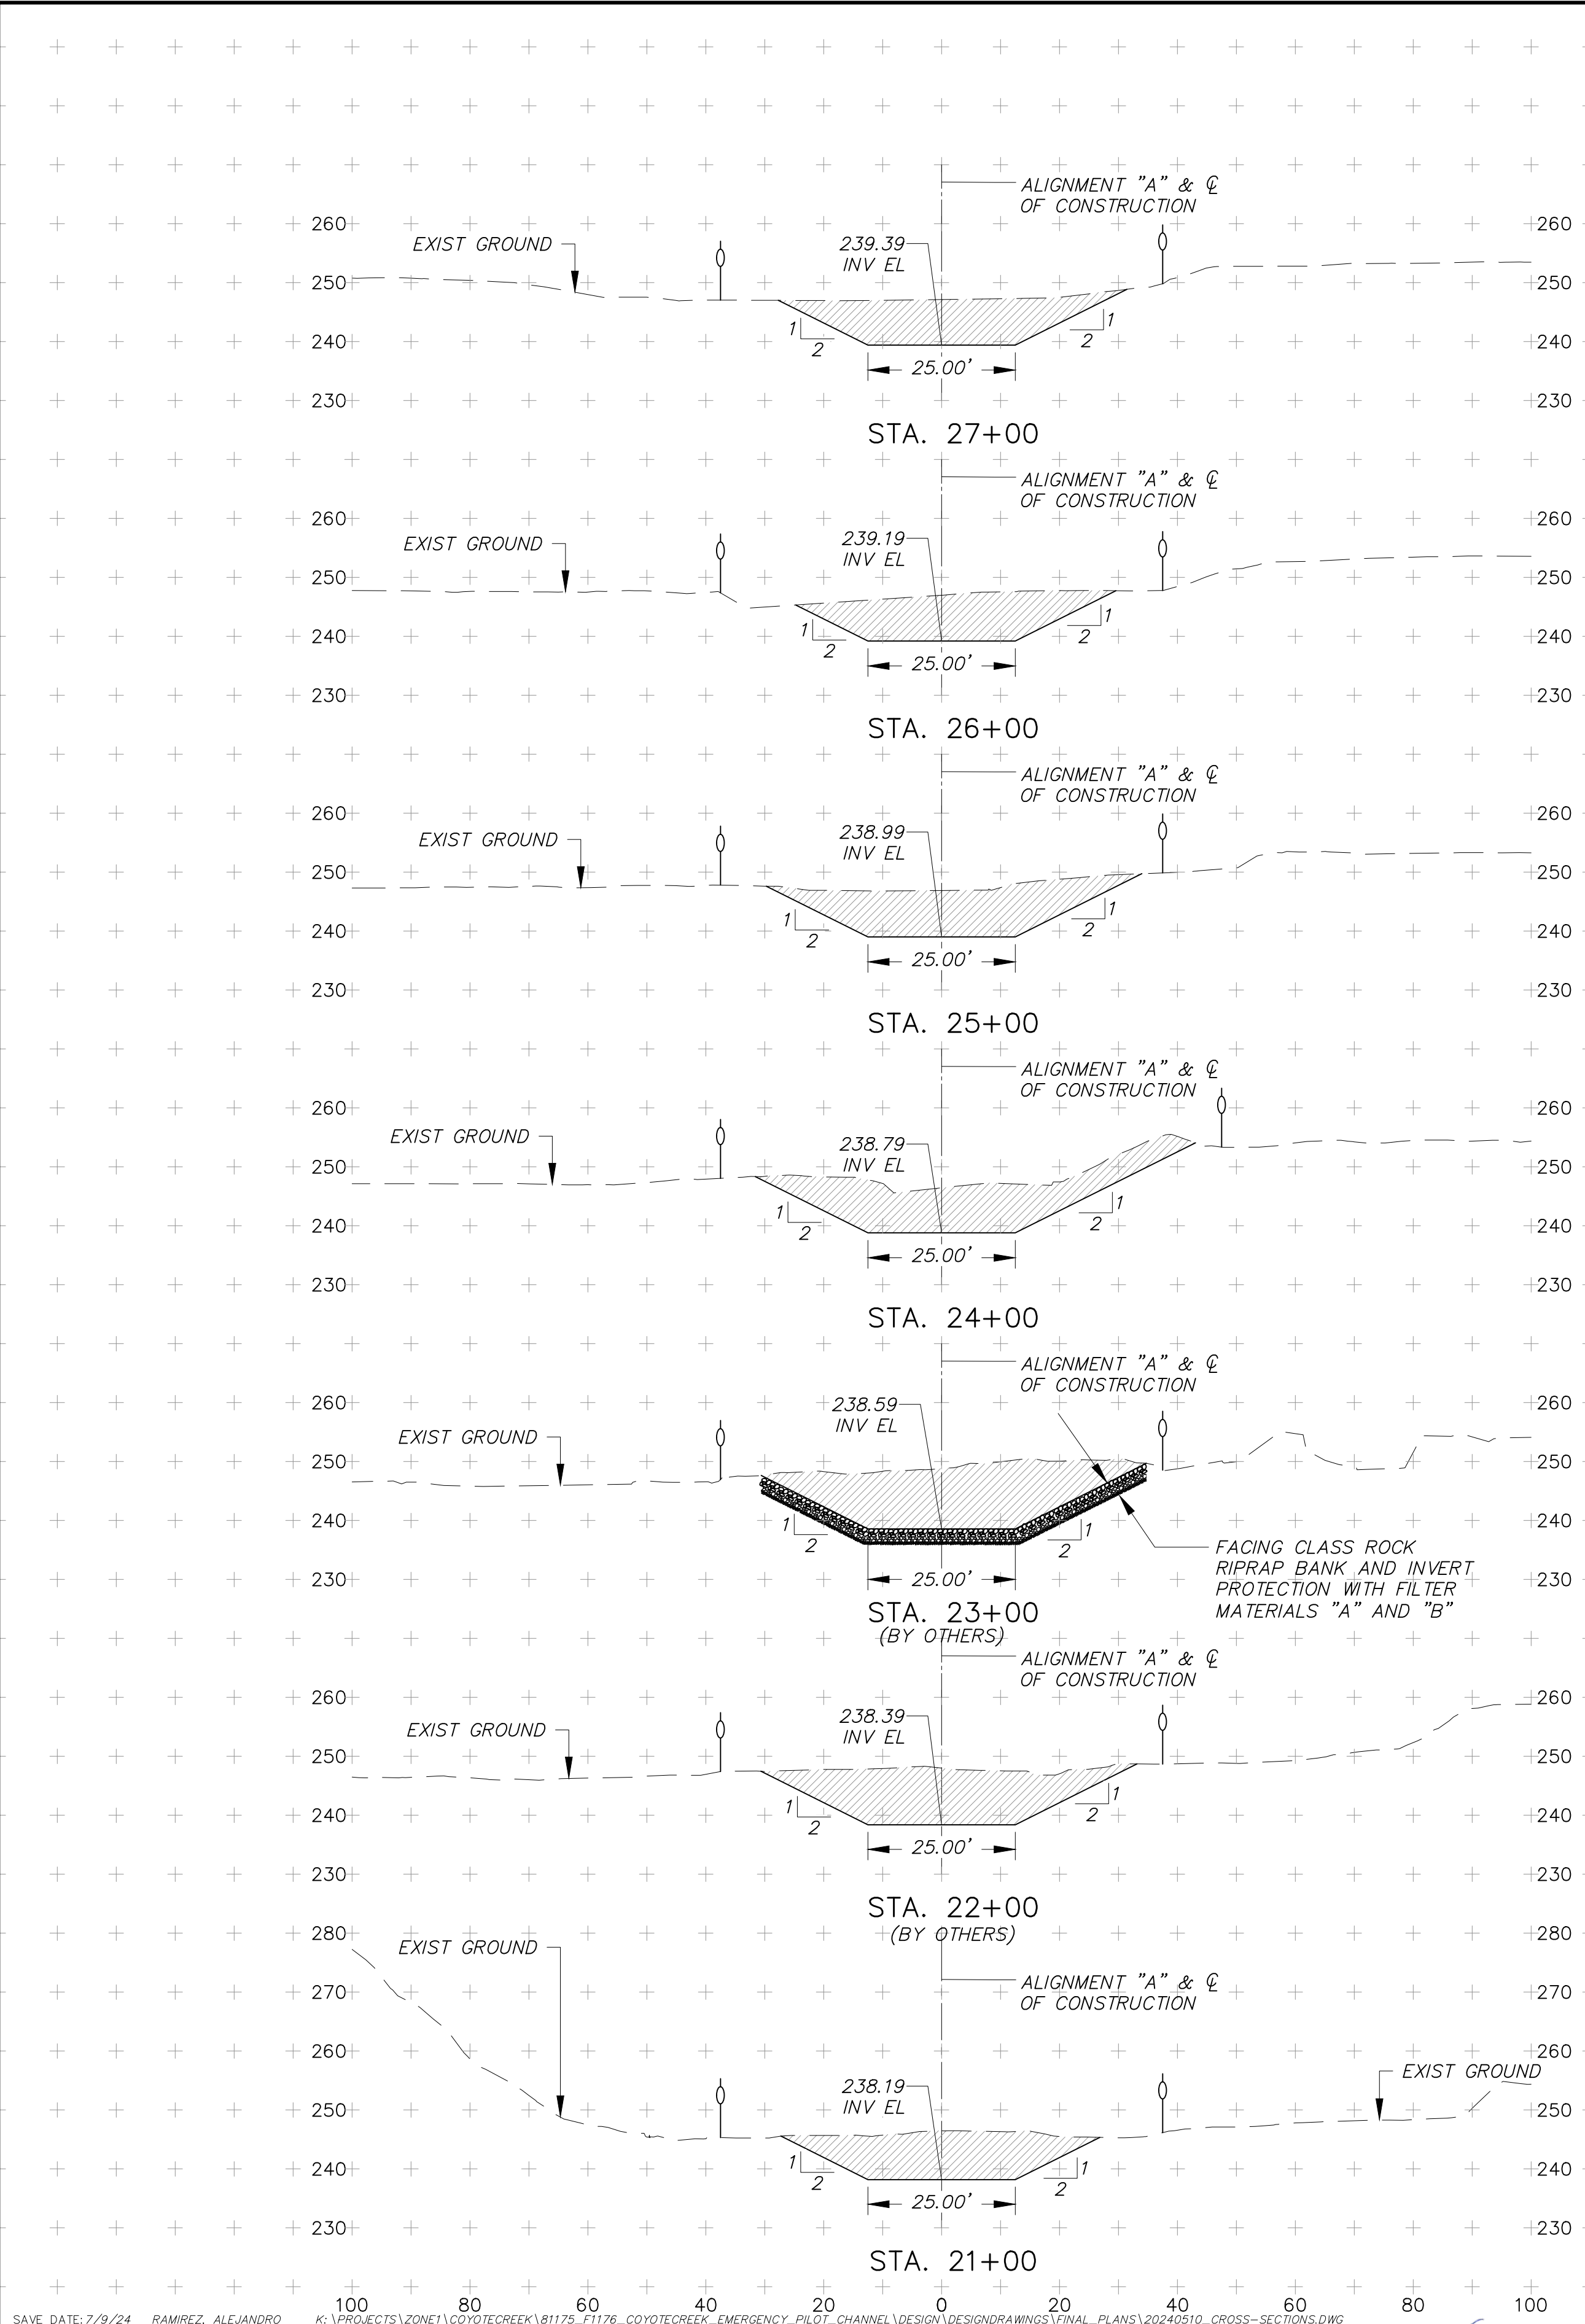 ALIGNMENT "A" & ℄
OF CONSTRUCTION
260 260
EXIST GROUND 239.39
INV EL
250 250
1 1
2 2
240 240
25.00'
230 230
STA. 27+00
ALIGNMENT "A" & ℄
OF CONSTRUCTION
260 260
EXIST GROUND 239.19
INV EL
250 250
1 1
2 2
240 240
25.00'
230 230
STA. 26+00
ALIGNMENT "A" & ℄
OF CONSTRUCTION
260 260
EXIST GROUND 238.99
INV EL
250 250
1 1
2 2
240 240
25.00'
230 230
STA. 25+00
ALIGNMENT "A" & ℄
OF CONSTRUCTION
260 260
EXIST GROUND 238.79
INV EL
250 250
1 1
2 2
240 240
25.00'
230 230
STA. 24+00
ALIGNMENT "A" & ℄
OF CONSTRUCTION
260 260
238.59
INV EL
EXIST GROUND
250 250
1 1
2 2
240 240
FACING CLASS ROCK
RIPRAP BANK AND INVERT
PROTECTION WITH FILTER
MATERIALS "A" AND "B"
25.00'
230 230
STA. 23+00
(BY OTHERS)
ALIGNMENT "A" & ℄
OF CONSTRUCTION
260 260
EXIST GROUND 238.39
INV EL
250 250
1 1
2 2
240 240
25.00'
230 230
STA. 22+00
(BY OTHERS)
280 280
EXIST GROUND
ALIGNMENT "A" & ℄
OF CONSTRUCTION
270 270
260 260
EXIST GROUND
238.19
INV EL
250 250
1 1
2 2
240 240
25.00'
230 230
STA. 21+00
100 80 60 40 20 0 20 40 60 80 100
SAVE DATE: 7/9/24 RAMIREZ, ALEJANDRO K:\PROJECTS\ZONE1\COYOTECREEK\81175_F1176_COYOTECREEK_EMERGENCY_PILOT_CHANNEL\DESIGN\DESIGNDRAWINGS\FINAL_PLANS\20240510_CROSS-SECTIONS.DWG